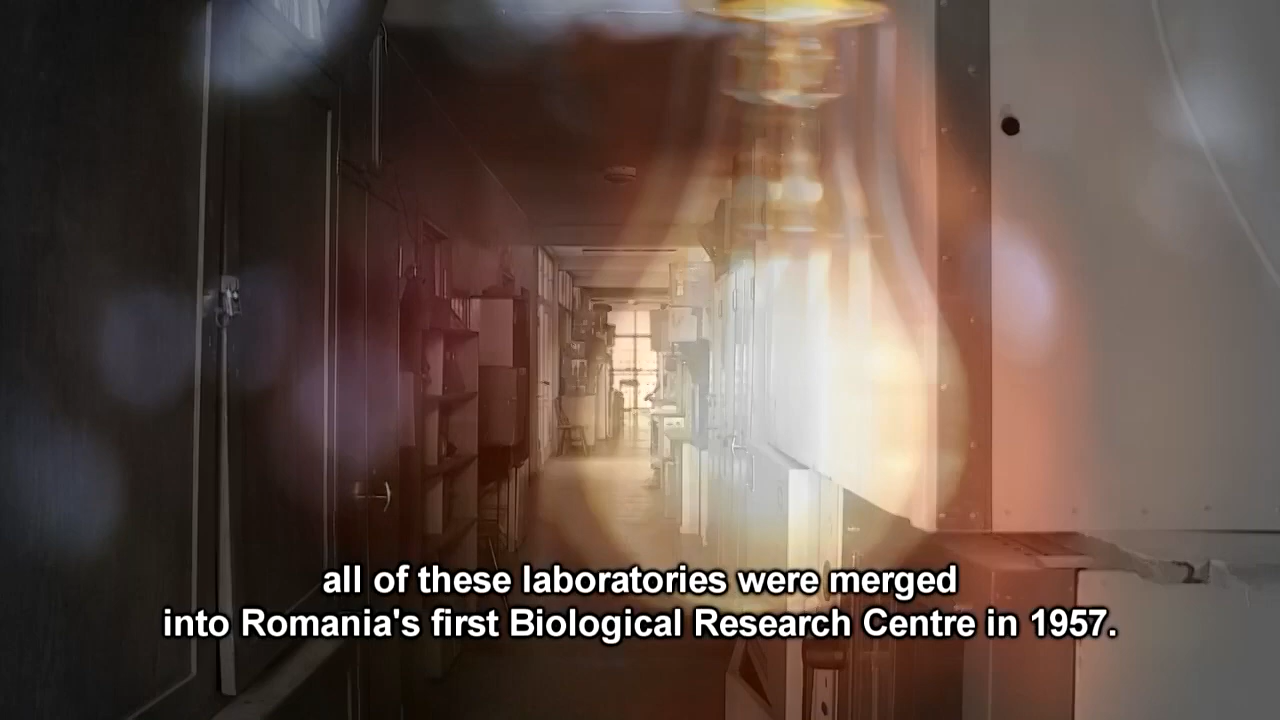 all of these laboratories were merged
into Romania's first Biological Research Centre in 1957.